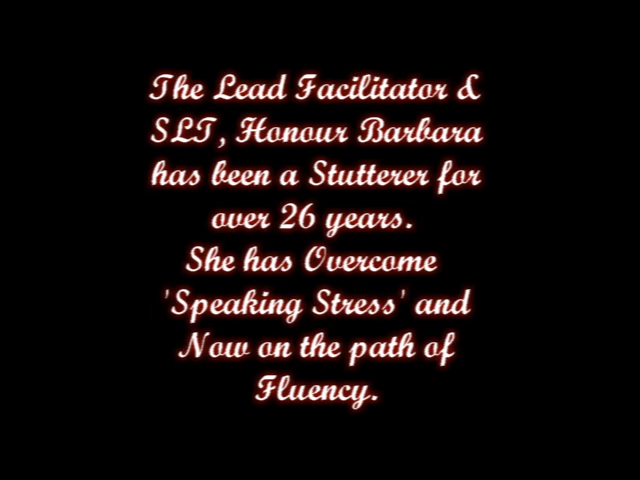 The Lead Facilitator &
SLT, Honour Barbara
has been a Stutterer for
over 26 years.
She has Overcome
'Speaking Stress' and
Now on the path of
Fluency.